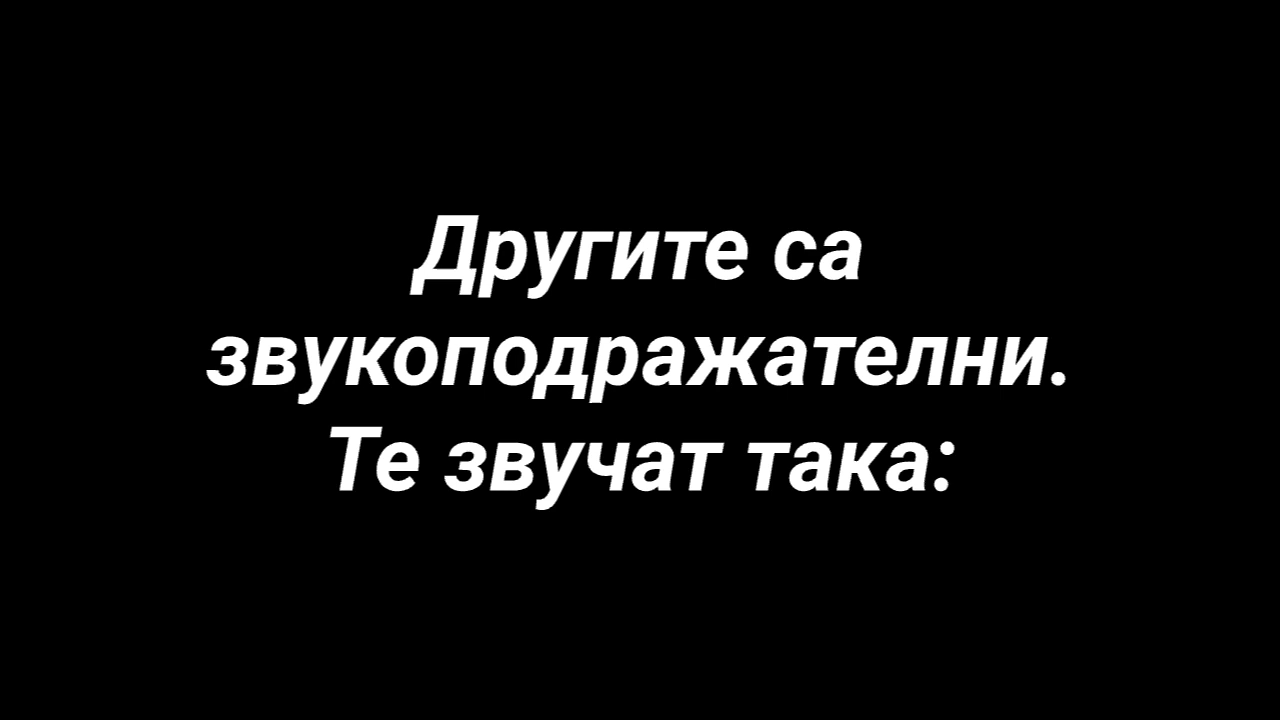 Другите са
звукоподражателни.
Те звучат така: